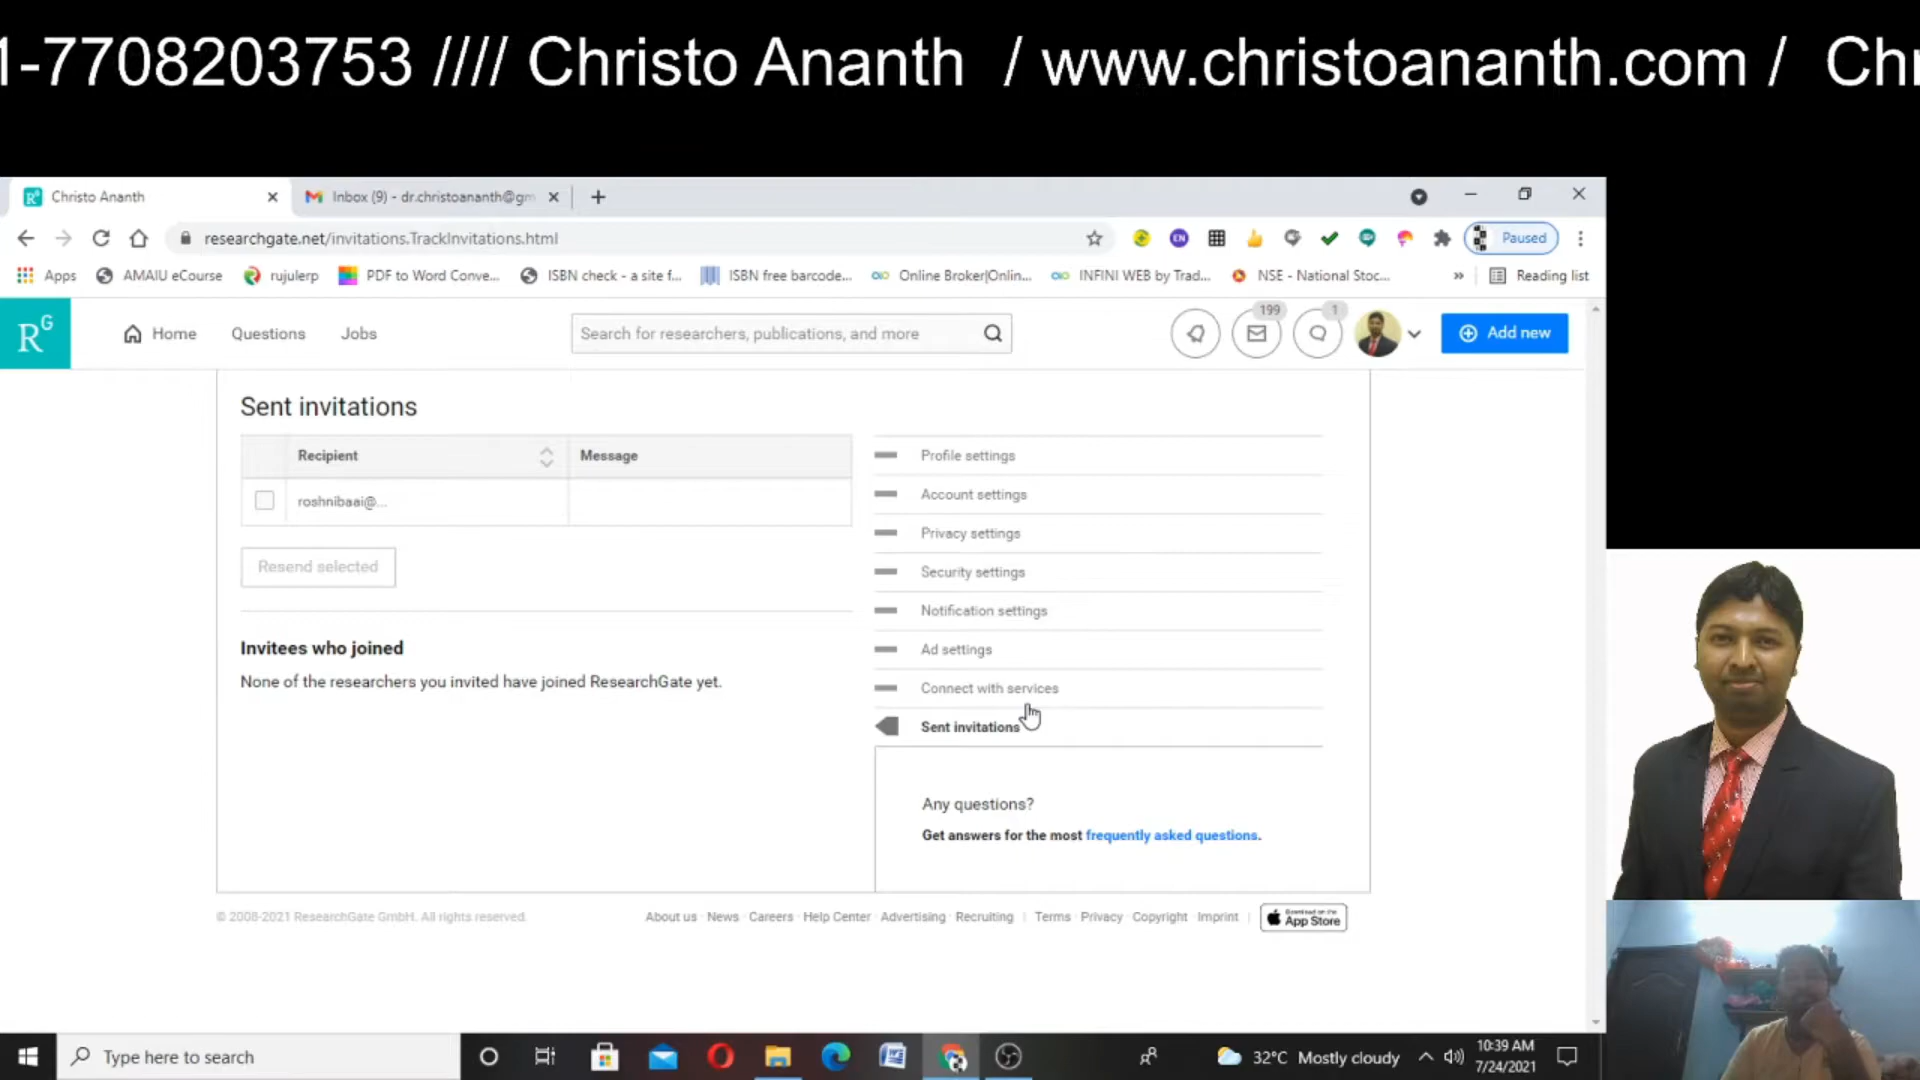 1-7708203753 //// Christo Ananth / www.christoananth.com / Chr
Christo Ananth
Inbox (9) - dr.christoananth@gm
researchgate.net/invitations.TrackInvitations.html
EN
Paused
Apps
AMAIU eCourse
rujulerp
PDF to Word Conve...
ISBN check - a site f...
ISBN free barcode...
Online Broker|Onlin...
INFINI WEB by Trad...
NSE - National Stoc...
»
Reading list
RG
Home
Questions
Jobs
Search for researchers, publications, and more
199
1
Add new
Sent invitations
Recipient
Message
roshnibaai@...
Resend selected
Invitees who joined
None of the researchers you invited have joined ResearchGate yet.
Profile settings
Account settings
Privacy settings
Security settings
Notification settings
Ad settings
Connect with services
Sent invitations
Any questions?
Get answers for the most frequently asked questions.
© 2008-2021 ResearchGate GmbH. All rights reserved.
About us · News · Careers · Help Center · Advertising · Recruiting | Terms · Privacy · Copyright · Imprint |
Download on the
App Store
Type here to search
32°C Mostly cloudy
10:39 AM
7/24/2021